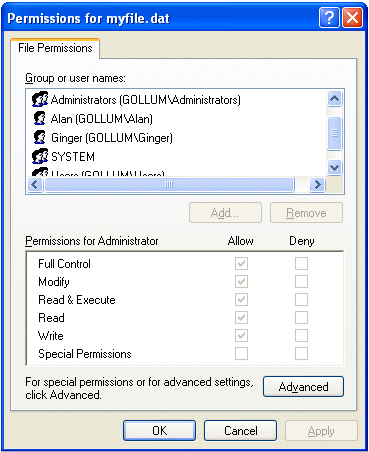 Permissions for myfile.dat
File Permissions
Group or user names:
Administrators (GOLLUM\Administrators)
Alan (GOLLUM\Alan)
Ginger (GOLLUM\Ginger)
SYSTEM
Users (GOLLUM\Users)
Add... Remove
Permissions for Administrator Allow Deny
Full Control
Modify
Read & Execute
Read
Write
Special Permissions
For special permissions or for advanced settings,
click Advanced.
Advanced
OK Cancel Apply